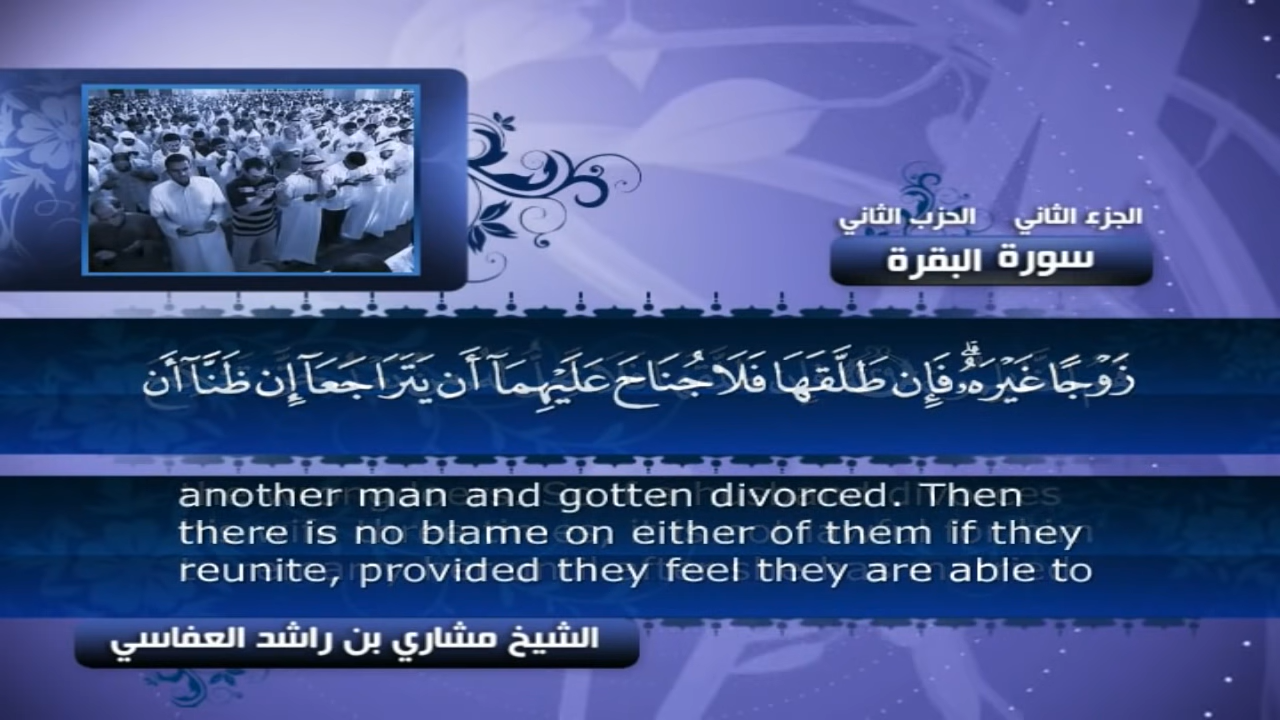 الجزء الثاني الحزب الثاني
سورة البقرة
زَوْجًا غَيْرَهُۥ ۗ فَإِن طَلَّقَهَا فَلَا جُنَاحَ عَلَيْهِمَآ أَن يَتَرَاجَعَآ إِن ظَنَّآ أَن
another man and gotten divorced. Then
there is no blame on either of them if they
reunite, provided they feel they are able to
الشيخ مشاري بن راشد العفاسي